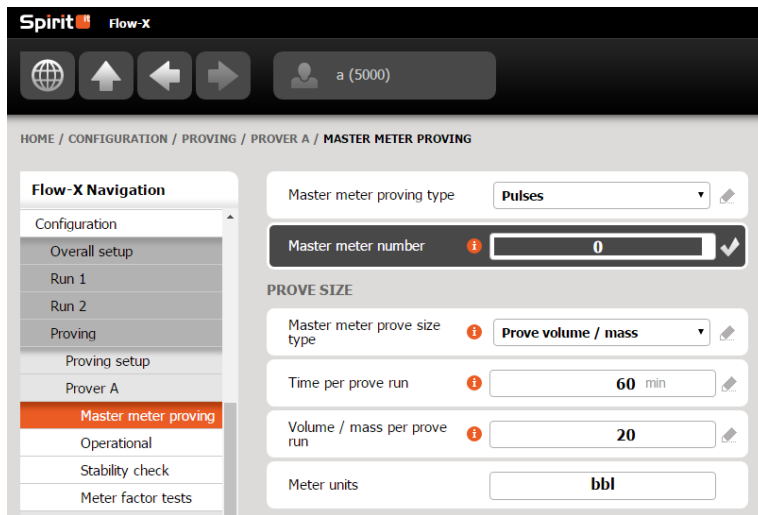 Spirit it Flow-X
a (5000)
HOME / CONFIGURATION / PROVING / PROVER A / MASTER METER PROVING
Flow-X Navigation
Configuration
Overall setup
Run 1
Run 2
Proving
Proving setup
Prover A
Master meter proving
Operational
Stability check
Meter factor tests
Master meter proving type Pulses
Master meter number 0
PROVE SIZE
Master meter prove size
type Prove volume / mass
Time per prove run 60 min
Volume / mass per prove
run 20
Meter units bbl